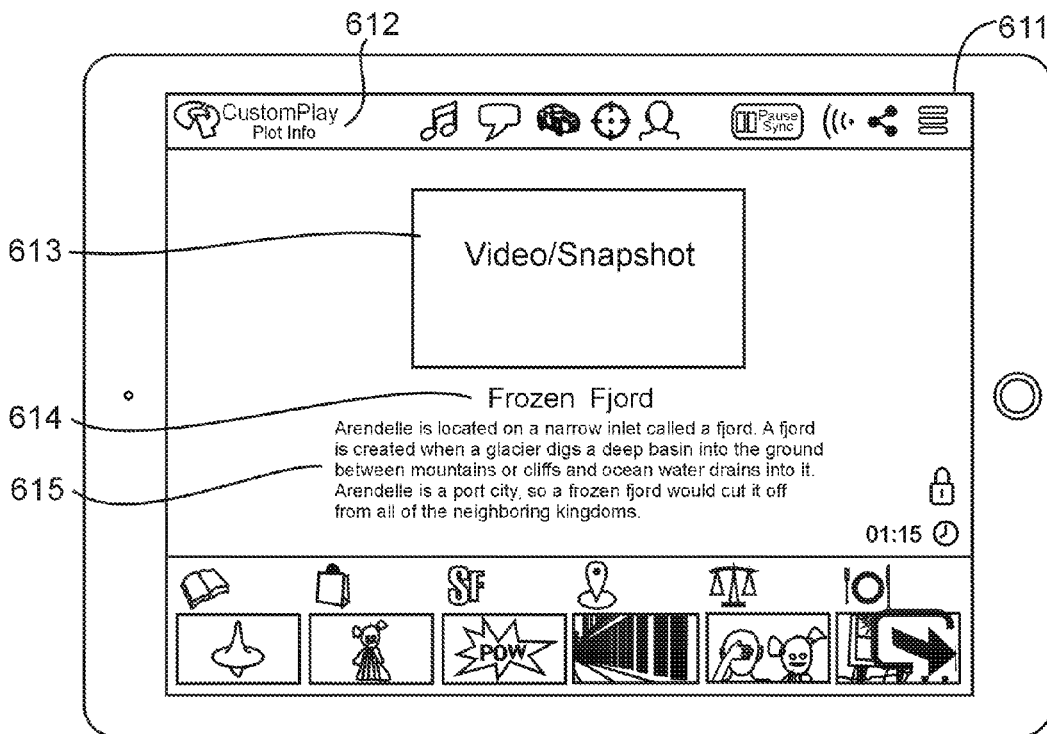 612
611
CustomPlay
Plot Info
Pause
Sync
613
Video/Snapshot
614
Frozen Fjord
Arendelle is located on a narrow inlet called a fjord. A fjord
is created when a glacier digs a deep basin into the ground
between mountains or cliffs and ocean water drains into it.
615
Arendelle is a port city, so a frozen fjord would cut it off
from all of the neighboring kingdoms.
01:15
SF
POW